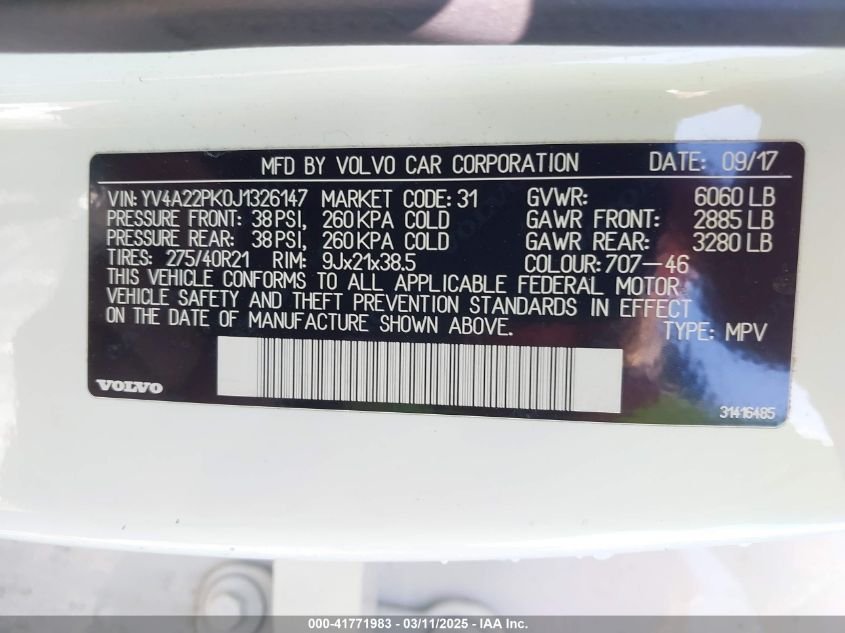 MFD BY VOLVO CAR CORPORATION DATE: 09/17
VIN: YV4A22PK0J1326147 MARKET CODE: 31 GVWR: 6060 LB
PRESSURE FRONT: 38 PSI, 260 KPA COLD GAWR FRONT: 2885 LB
PRESSURE REAR: 38 PSI, 260 KPA COLD GAWR REAR: 3280 LB
TIRES: 275/40R21 RIM: 9Jx21x38.5 COLOUR: 707-46
THIS VEHICLE CONFORMS TO ALL APPLICABLE FEDERAL MOTOR
VEHICLE SAFETY AND THEFT PREVENTION STANDARDS IN EFFECT
ON THE DATE OF MANUFACTURE SHOWN ABOVE. TYPE: MPV
VOLVO 31416485
000-41771983 - 03/11/2025 - IAA Inc.